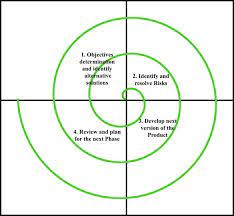 1. Objectives
determination
and identify
alternative
solutions
2. Identify and
resolve Risks
3. Develop next
version of the
Product
4. Review and plan
for the next Phase